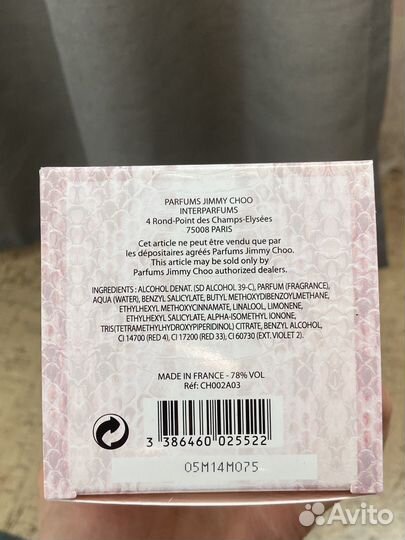 PARFUMS JIMMY CHOO
INTERPARFUMS
4 Rond-Point des Champs-Elysées
75008 PARIS
Cet article ne peut être vendu que par
les dépositaires agréés Parfums Jimmy Choo.
This article may be sold only by
Parfums Jimmy Choo authorized dealers.
INGREDIENTS : ALCOHOL DENAT. (SD ALCOHOL 39-C), PARFUM (FRAGRANCE),
AQUA (WATER), BENZYL SALICYLATE, BUTYL METHOXYDIBENZOYLMETHANE,
ETHYLHEXYL METHOXYCINNAMATE, LINALOOL, LIMONENE,
ETHYLHEXYL SALICYLATE, ALPHA-ISOMETHYL IONONE,
TRIS(TETRAMETHYLHYDROXYPIPERIDINOL) CITRATE, BENZYL ALCOHOL,
CI 14700 (RED 4), CI 17200 (RED 33), CI 60730 (EXT. VIOLET 2).
MADE IN FRANCE - 78% VOL
Réf: CH002A03
3 386460 025522
05M14M075
Avito